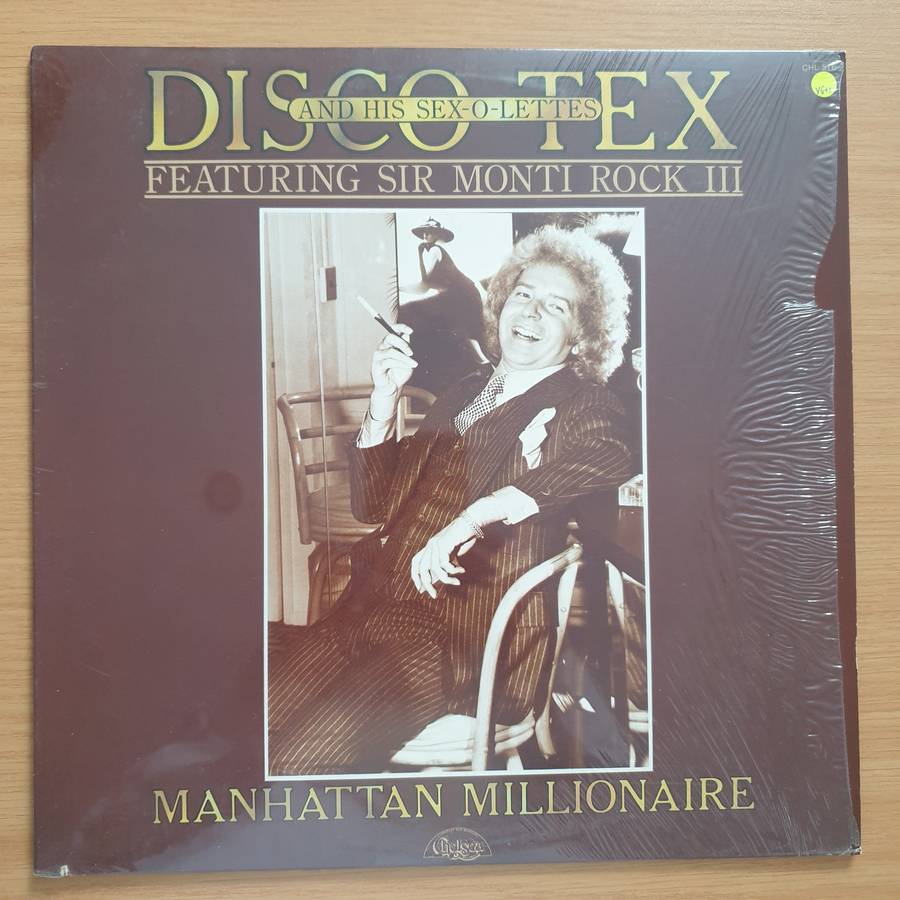 DISCO TEX
AND HIS SEX-O-LETTES
FEATURING SIR MONTI ROCK III
MANHATTAN MILLIONAIRE
Chelsea